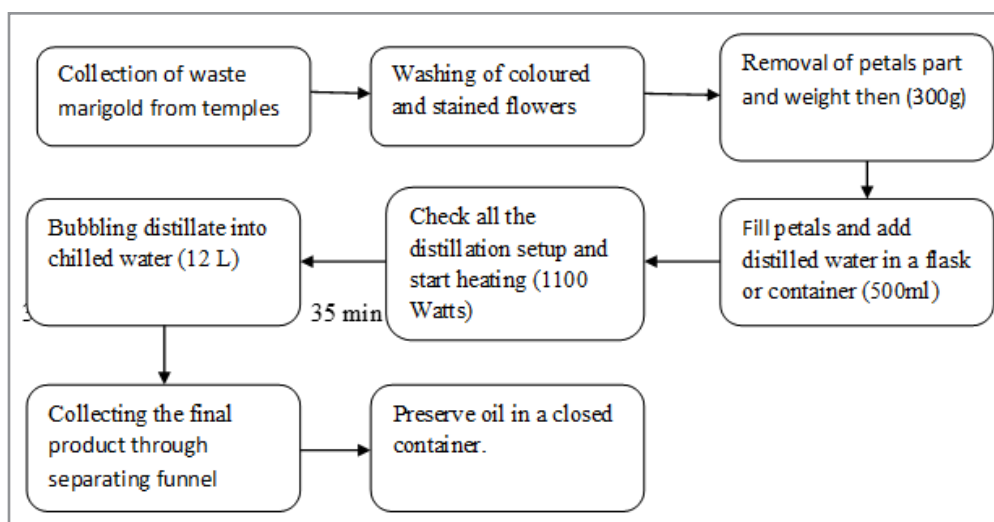 Collection of waste
marigold from temples
Washing of coloured
and stained flowers
Removal of petals part
and weight then (300g)
Fill petals and add
distilled water in a flask
or container (500ml)
Check all the
distillation setup and
start heating (1100
Watts)
35 min
Bubbling distillate into
chilled water (12 L)
Collecting the final
product through
separating funnel
Preserve oil in a closed
container.